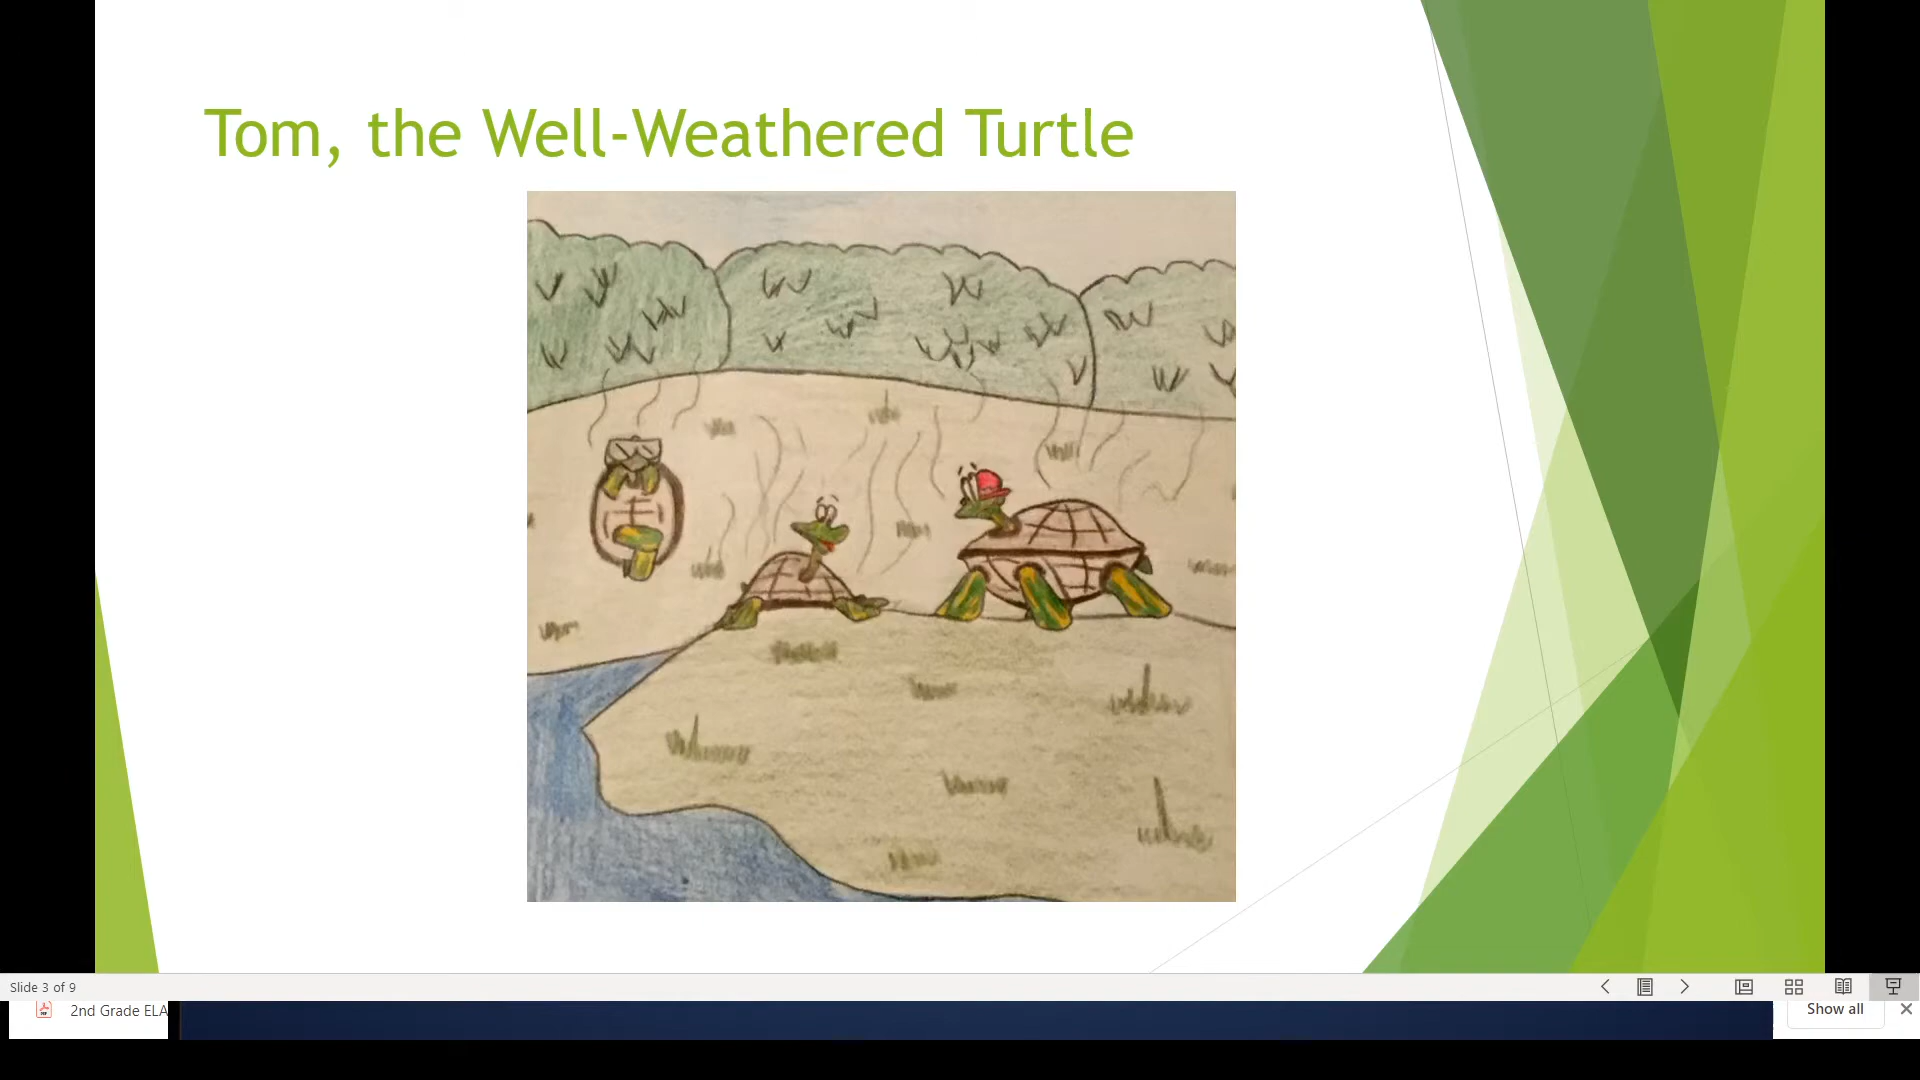 Tom, the Well-Weathered Turtle
Slide 3 of 9
2nd Grade ELA
Show all